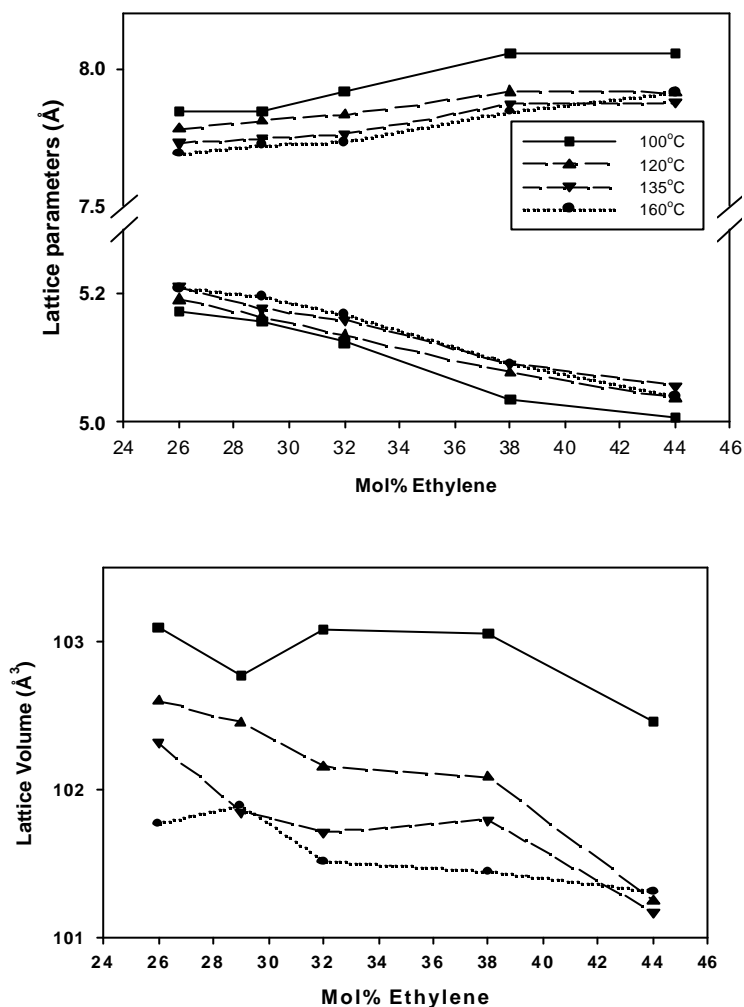 8.0
7.5
5.2
5.0
Lattice parameters (Å)
100°C
120°C
135°C
160°C
24 26 28 30 32 34 36 38 40 42 44 46
Mol% Ethylene
103
102
101
Lattice Volume (Å³)
24 26 28 30 32 34 36 38 40 42 44 46
Mol% Ethylene